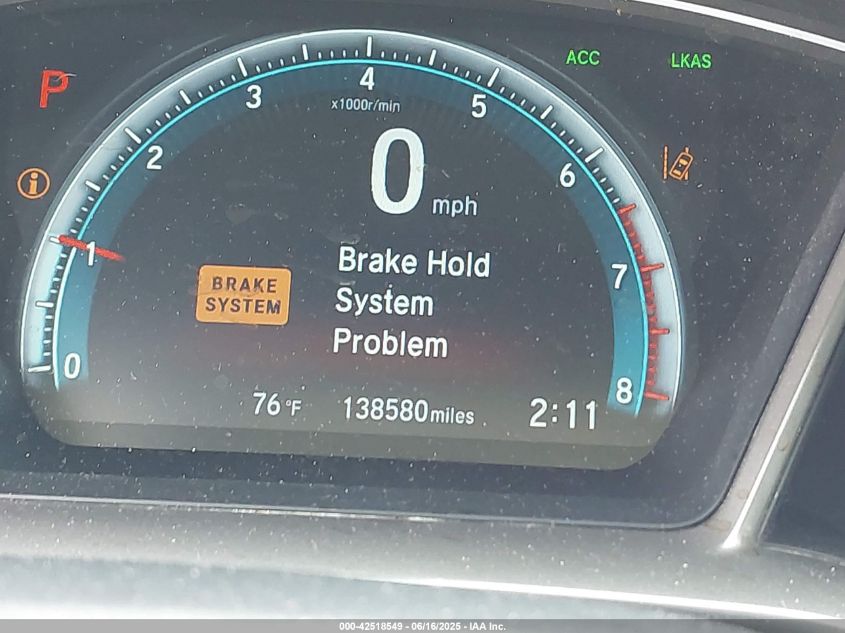 P
ACC
LKAS
i
0
1
2
3
4
5
6
7
8
x1000r/min
0 mph
BRAKE
SYSTEM
Brake Hold
System
Problem
76°F
138580miles
2:11
000-42518549 - 06/16/2025 - IAA Inc.